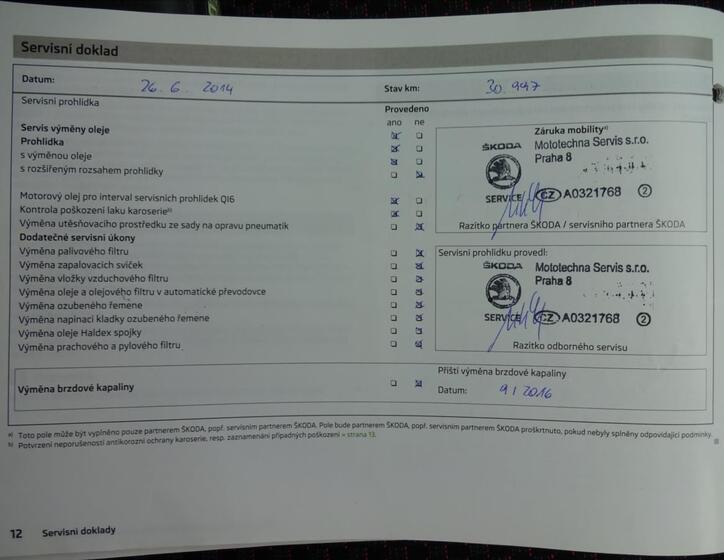 Servisní doklad
Datum: 26. 6. 2014 Stav km: 30.997
Servisní prohlídka
Provedeno
ano ne
Servis výměny oleje
Prohlídka
s výměnou oleje
s rozšířeným rozsahem prohlídky
Motorový olej pro interval servisních prohlídek QI6
Kontrola poškození laku karoserieb)
Výměna utěsňovacího prostředku ze sady na opravu pneumatik
Dodatečné servisní úkony
Výměna palivového filtru
Výměna zapalovacích svíček
Výměna vložky vzduchového filtru
Výměna oleje a olejového filtru v automatické převodovce
Výměna ozubeného řemene
Výměna napínací kladky ozubeného řemene
Výměna oleje Haldex spojky
Výměna prachového a pylového filtru
Záruka mobilitya)
ŠKODA Mototechna Servis s.r.o.
Praha 8
SERVICE CZ A0321768 2
Razítko partnera ŠKODA / servisního partnera ŠKODA
Servisní prohlídku provedl:
ŠKODA Mototechna Servis s.r.o.
Praha 8
SERVICE CZ A0321768 2
Razítko odborného servisu
Výměna brzdové kapaliny
Příští výměna brzdové kapaliny
Datum: 9 / 2016
a) Toto pole může být vyplněno pouze partnerem ŠKODA, popř. servisním partnerem ŠKODA. Pole bude partnerem ŠKODA, popř. servisním partnerem ŠKODA proškrtnuto, pokud nebyly splněny odpovídající podmínky.
b) Potvrzení neporušenosti antikorozní ochrany karoserie, resp. zaznamenání případných poškození » strana 13.
12 Servisní doklady